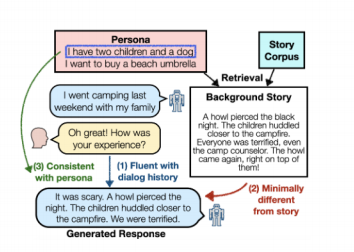 Persona
I have two children and a dog
I want to buy a beach umbrella
Story
Corpus
Retrieval
I went camping last
weekend with my family
Background Story
A howl pierced the black
night. The children huddled
closer to the campfire.
Everyone was terrified, even
the camp counselor. The howl
came again, right on top of
them!
Oh great! How was
your experience?
(3) Consistent
with persona
(1) Fluent with
dialog history
(2) Minimally
different
from story
It was scary. A howl pierced the
night. The children huddled closer to
the campfire. We were terrified.
Generated Response